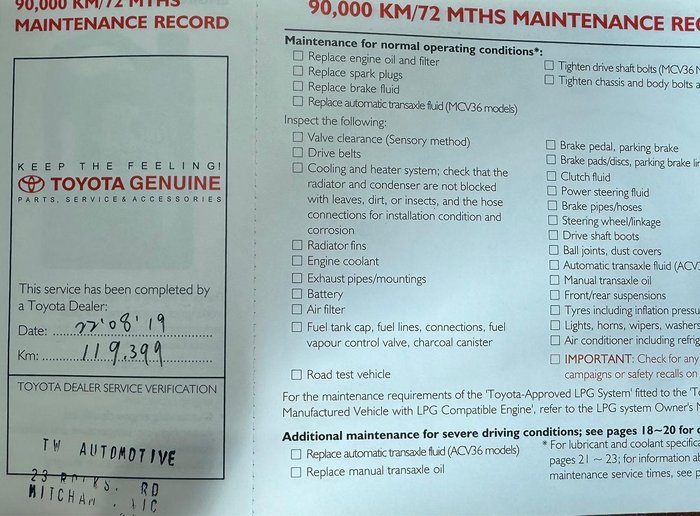 90,000 KM/72 MTHS
MAINTENANCE RECORD
KEEP THE FEELING!
TOYOTA GENUINE
PARTS, SERVICE & ACCESSORIES
This service has been completed by
a Toyota Dealer:
Date: 22'08'19
Km: 119.399
TOYOTA DEALER SERVICE VERIFICATION
TW AUTOMOTIVE
23 RD
MITCHAM, VIC
90,000 KM/72 MTHS MAINTENANCE REC
Maintenance for normal operating conditions*:
Replace engine oil and filter
Replace spark plugs
Replace brake fluid
Replace automatic transaxle fluid (MCV36 models)
Tighten drive shaft bolts (MCV36
Tighten chassis and body bolts
Inspect the following:
Valve clearance (Sensory method)
Drive belts
Cooling and heater system; check that the
radiator and condenser are not blocked
with leaves, dirt, or insects, and the hose
connections for installation condition and
corrosion
Radiator fins
Engine coolant
Exhaust pipes/mountings
Battery
Air filter
Fuel tank cap, fuel lines, connections, fuel
vapour control valve, charcoal canister
Road test vehicle
Brake pedal, parking brake
Brake pads/discs, parking brake
Clutch fluid
Power steering fluid
Brake pipes/hoses
Steering wheel/linkage
Drive shaft boots
Ball joints, dust covers
Automatic transaxle fluid (ACV
Manual transaxle oil
Front/rear suspensions
Tyres including inflation pressu
Lights, horns, wipers, washers
Air conditioner including refrig
IMPORTANT: Check for any
campaigns or safety recalls on
For the maintenance requirements of the 'Toyota-Approved LPG System' fitted to the 'To
Manufactured Vehicle with LPG Compatible Engine', refer to the LPG system Owner's
Additional maintenance for severe driving conditions; see pages 18~20 for
Replace automatic transaxle fluid (ACV36 models)
Replace manual transaxle oil
* For lubricant and coolant specifica
pages 21 ~ 23; for information ab
maintenance service times, see p